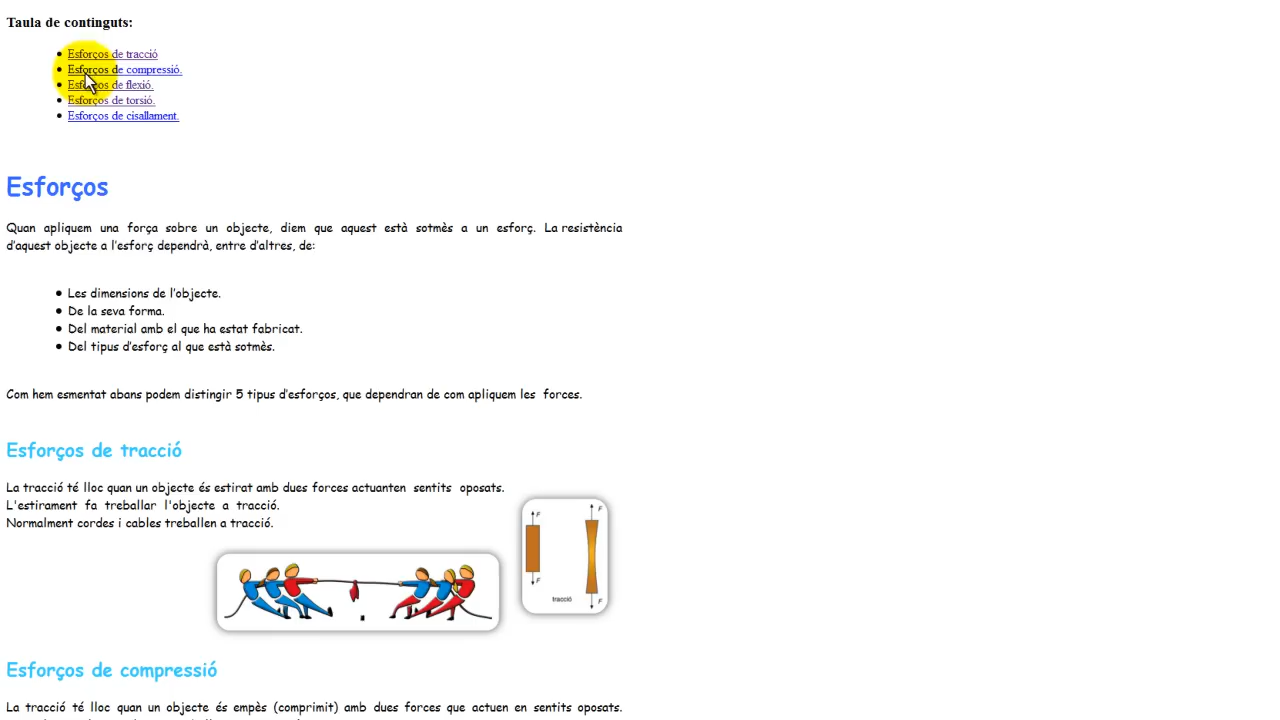 Taula de continguts:
Esforços de tracció
Esforços de compressió.
Esforços de flexió.
Esforços de torsió.
Esforços de cisallament.
Esforços
Quan apliquem una força sobre un objecte, diem que aquest està sotmès a un esforç. La resistència
d'aquest objecte a l'esforç dependrà, entre d'altres, de:
Les dimensions de l'objecte.
De la seva forma.
Del material amb el que ha estat fabricat.
Del tipus d'esforç al que està sotmès.
Com hem esmentat abans podem distingir 5 tipus d'esforços, que dependran de com apliquem les forces.
Esforços de tracció
La tracció té lloc quan un objecte és estirat amb dues forces actuanten sentits oposats.
L'estirament fa treballar l'objecte a tracció.
Normalment cordes i cables treballen a tracció.
F
F
F
F
tracció
Esforços de compressió
La tracció té lloc quan un objecte és empès (comprimit) amb dues forces que actuen en sentits oposats.